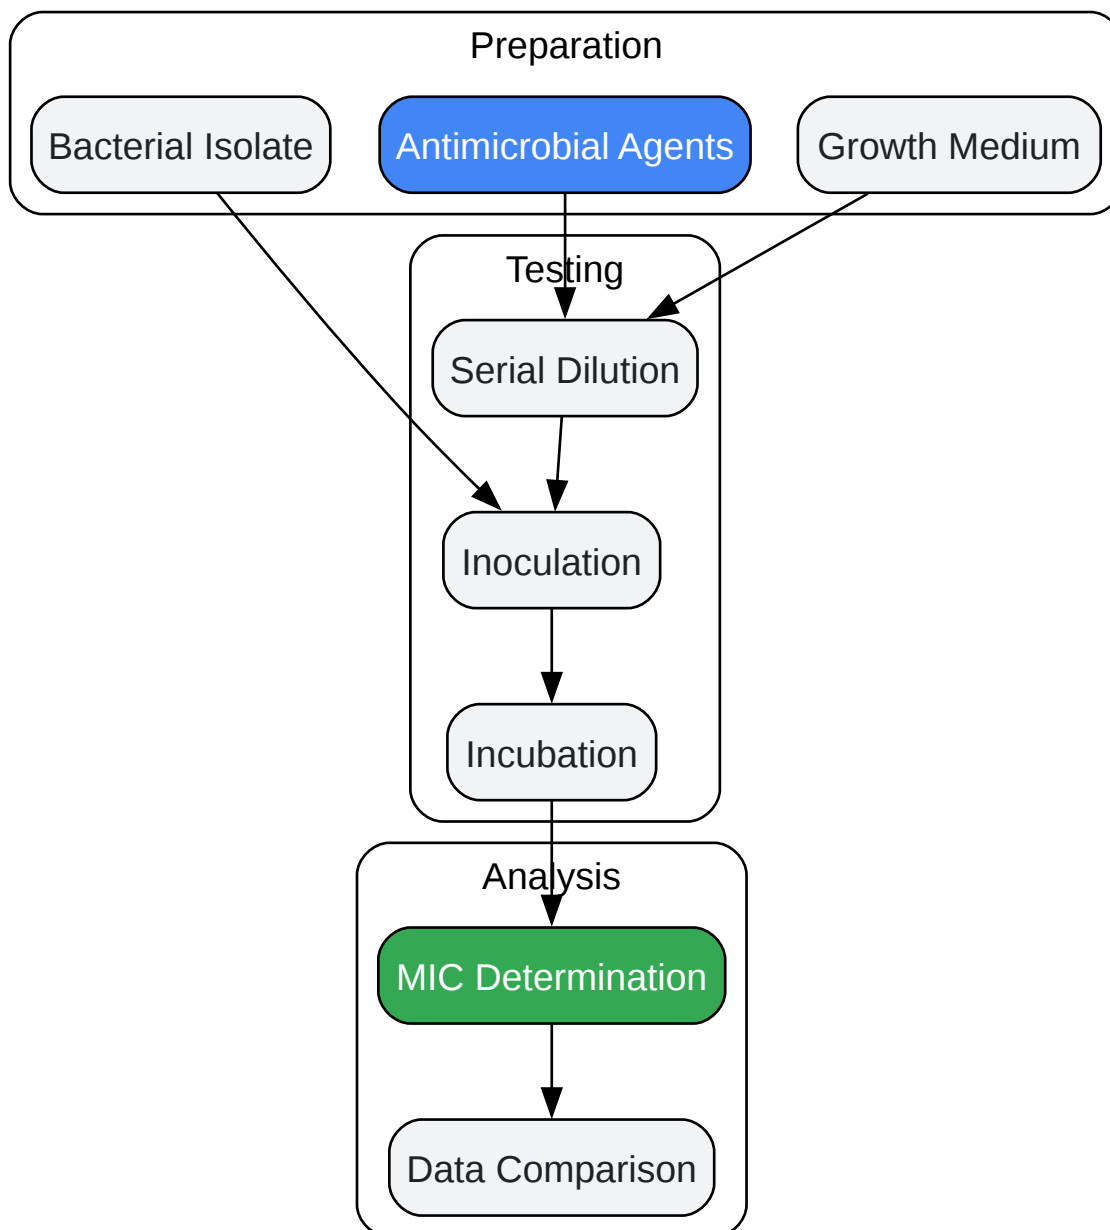 Preparation
Bacterial Isolate
Antimicrobial Agents
Growth Medium
Testing
Serial Dilution
Inoculation
Incubation
Analysis
MIC Determination
Data Comparison